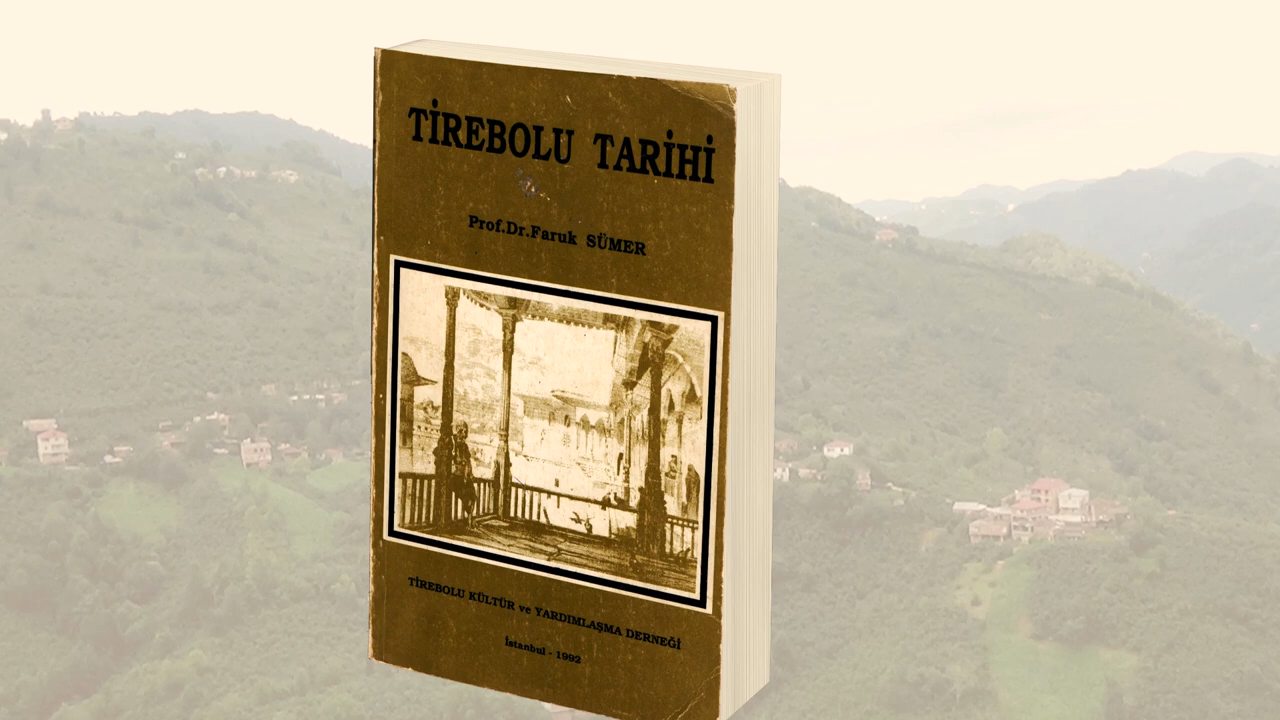 TİREBOLU TARİHİ
Prof.Dr.Faruk SÜMER
TİREBOLU KÜLTÜR ve YARDIMLAŞMA DERNEĞİ
İstanbul - 1992